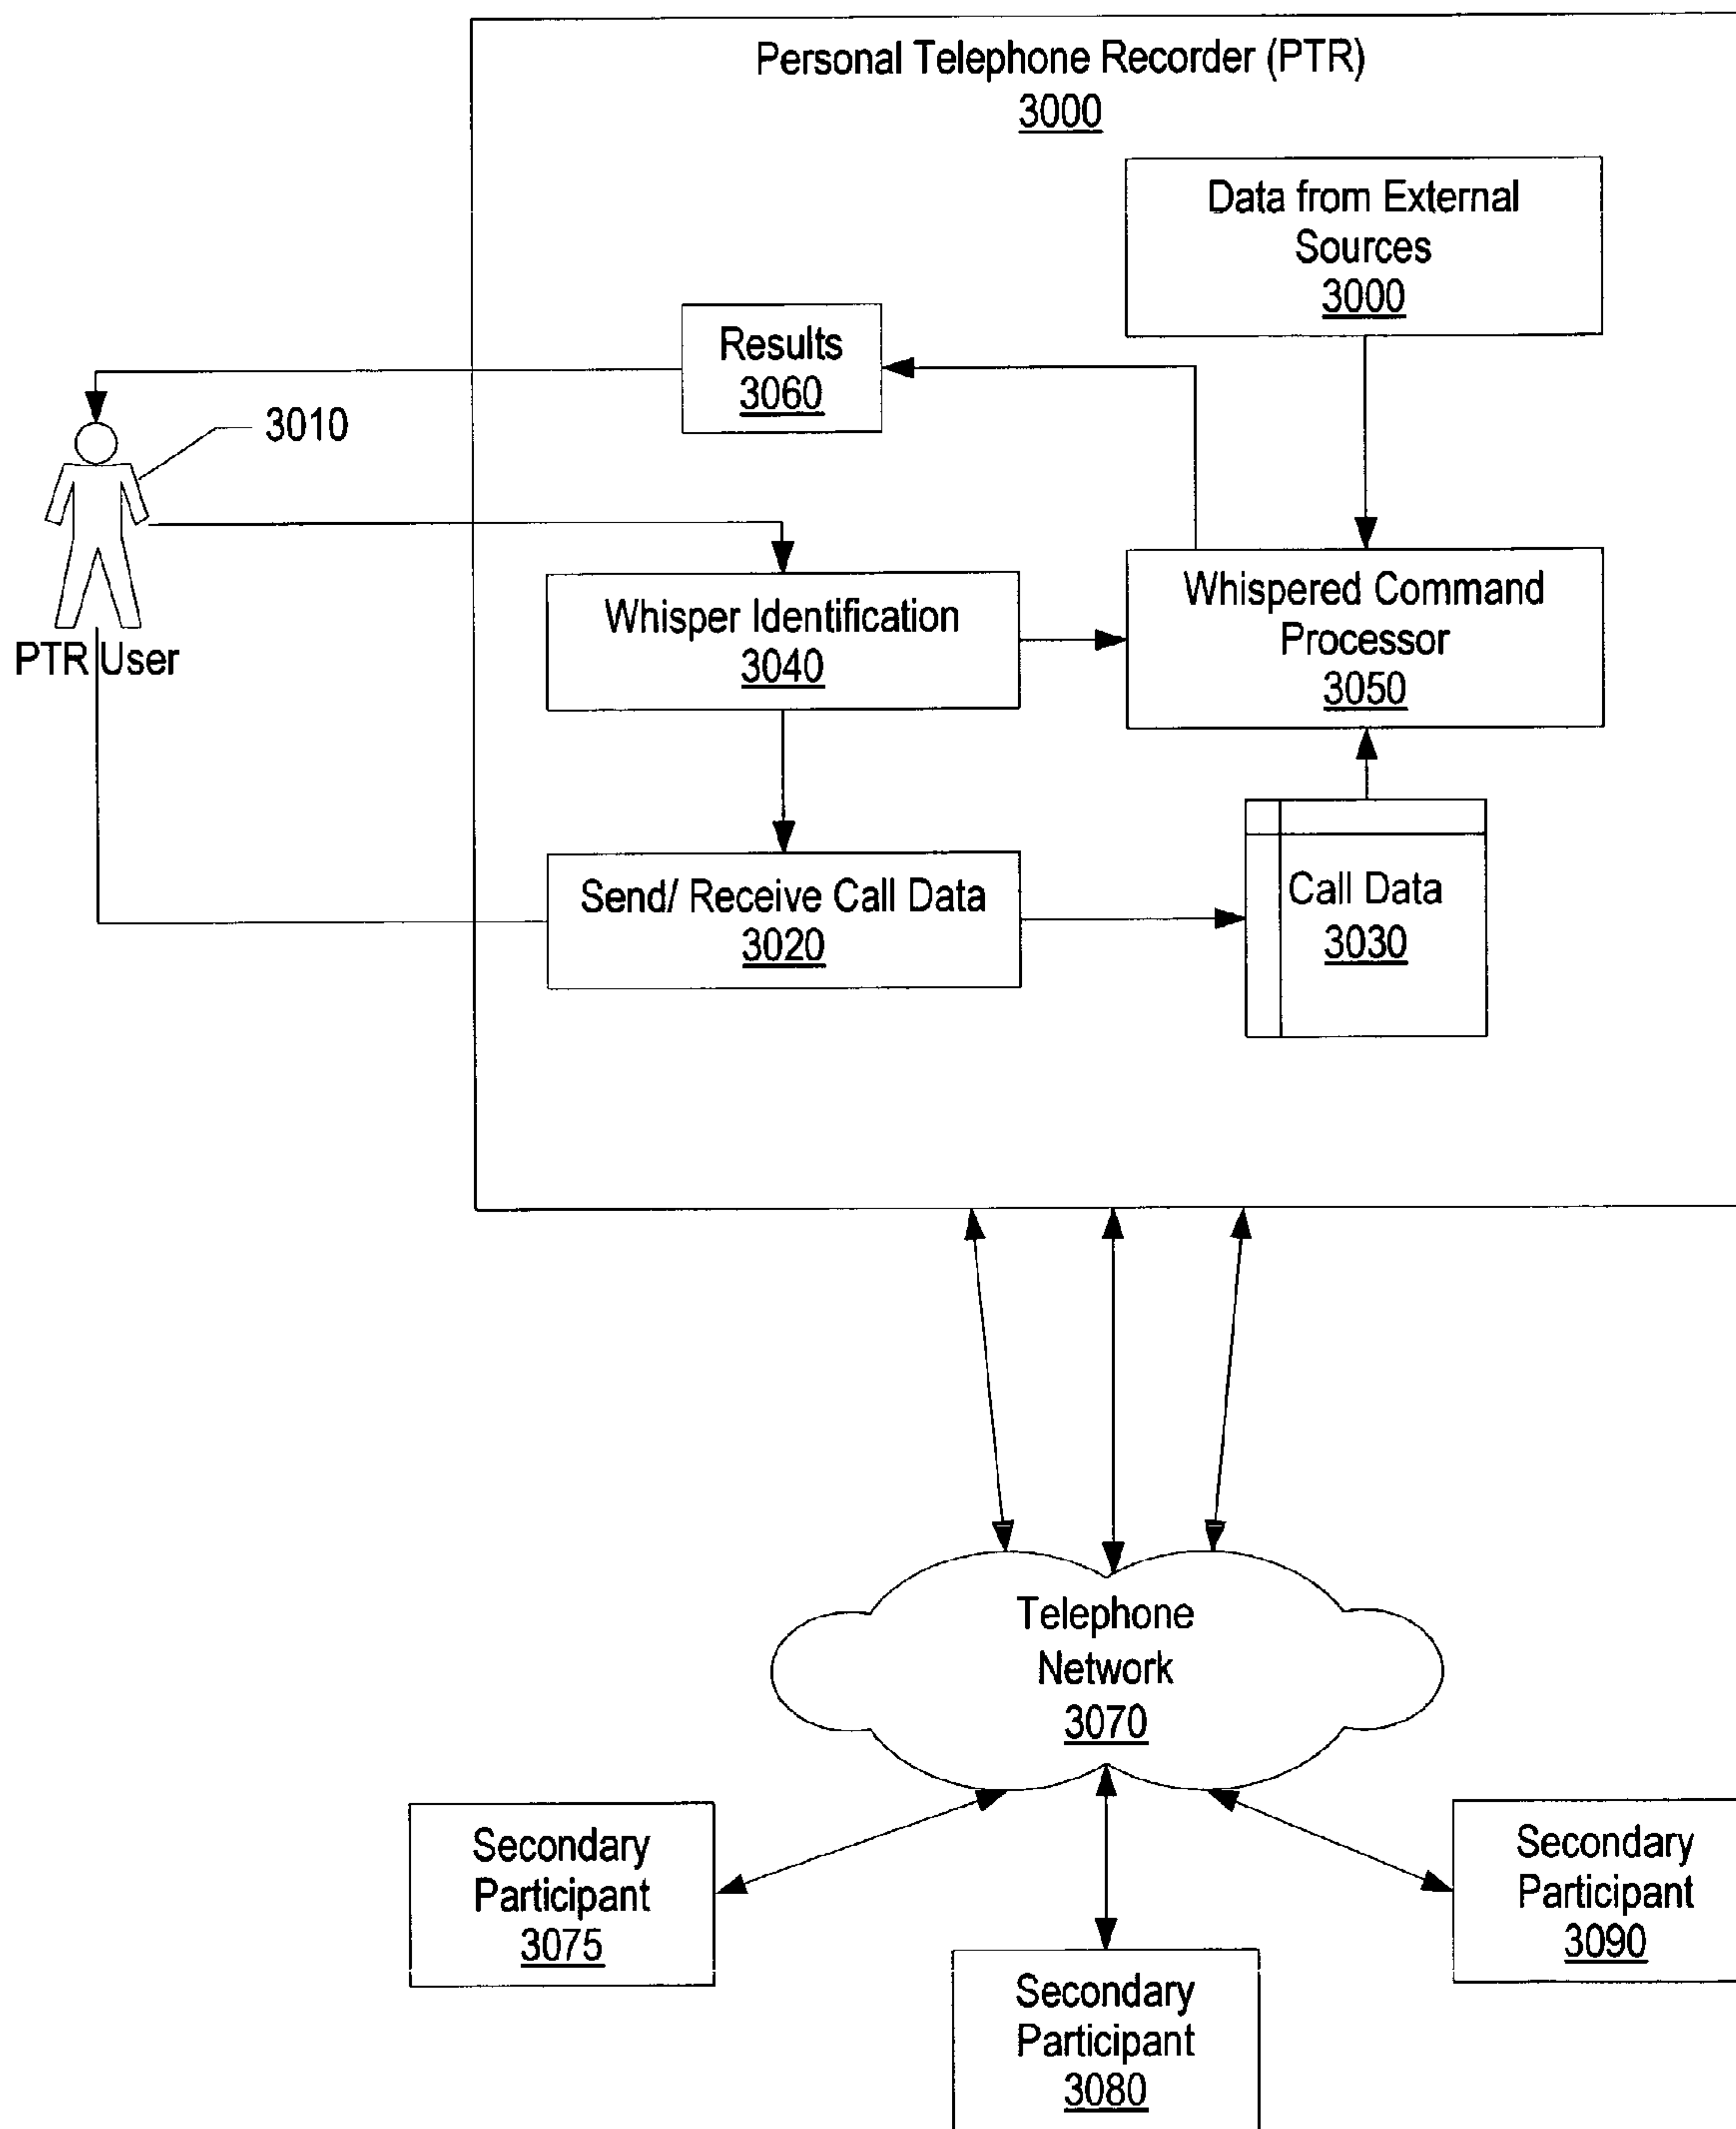 Personal Telephone Recorder (PTR)
3000
Data from External
Sources
3000
Results
3060
3010
PTR User
Whisper Identification
3040
Whispered Command
Processor
3050
Send/ Receive Call Data
3020
Call Data
3030
Telephone
Network
3070
Secondary
Participant
3075
Secondary
Participant
3080
Secondary
Participant
3090